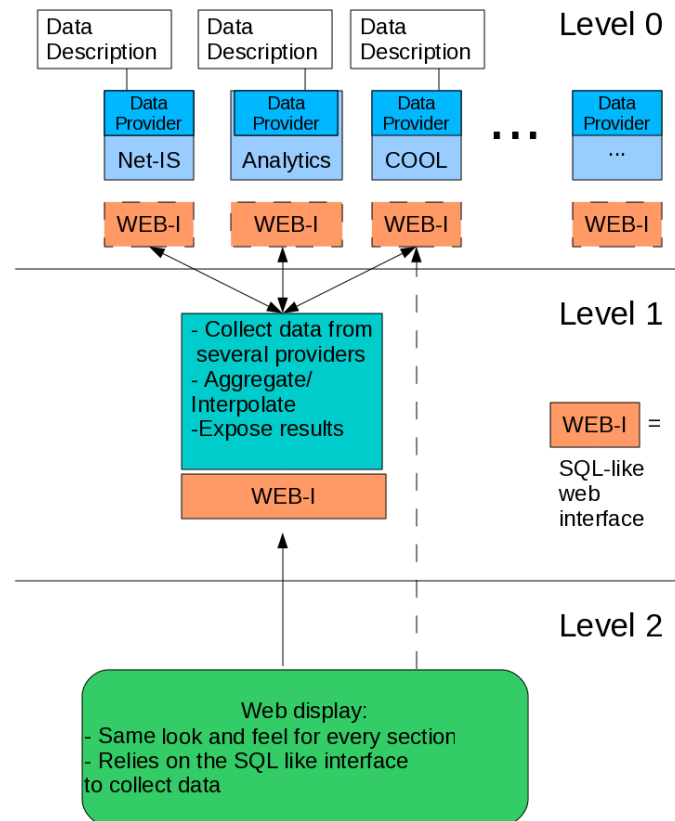 Level 0
Data
Description
Data
Description
Data
Description
Data
Provider
Net-IS
Data
Provider
Analytics
Data
Provider
COOL
...
Data
Provider
...
WEB-I
WEB-I
WEB-I
WEB-I
Level 1
- Collect data from
several providers
- Aggregate/
Interpolate
-Expose results
WEB-I
WEB-I =
SQL-like
web
interface
Level 2
Web display:
- Same look and feel for every section
- Relies on the SQL like interface
to collect data